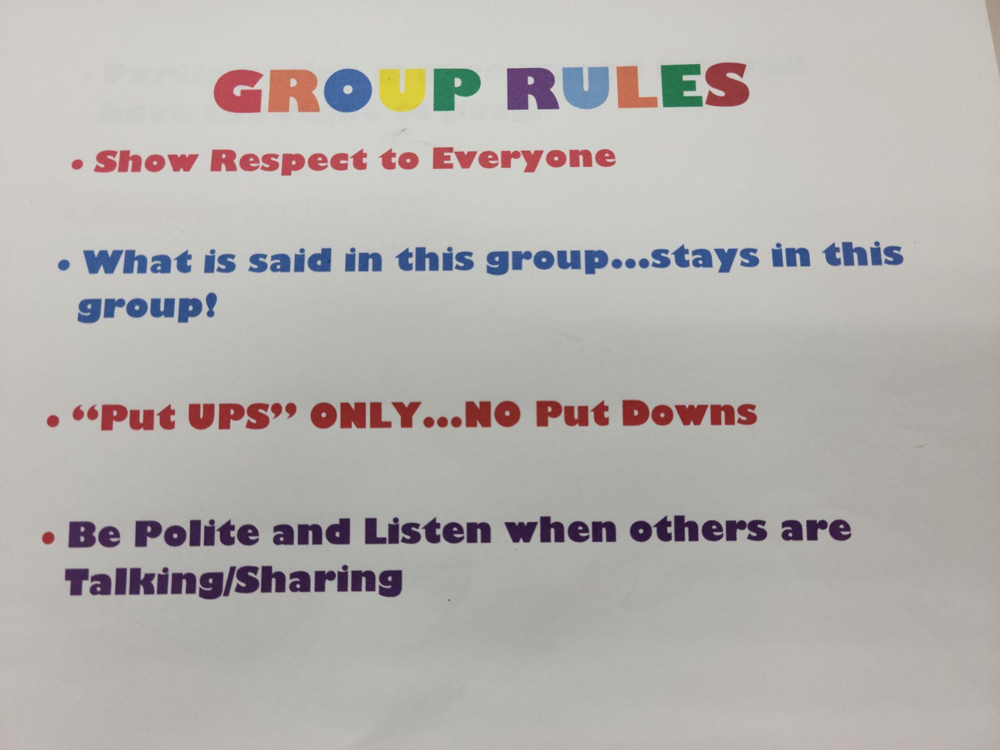 GROUP RULES
• Show Respect to Everyone
• What is said in this group...stays in this
group!
• “Put UPS” ONLY...NO Put Downs
• Be Polite and Listen when others are
Talking/Sharing